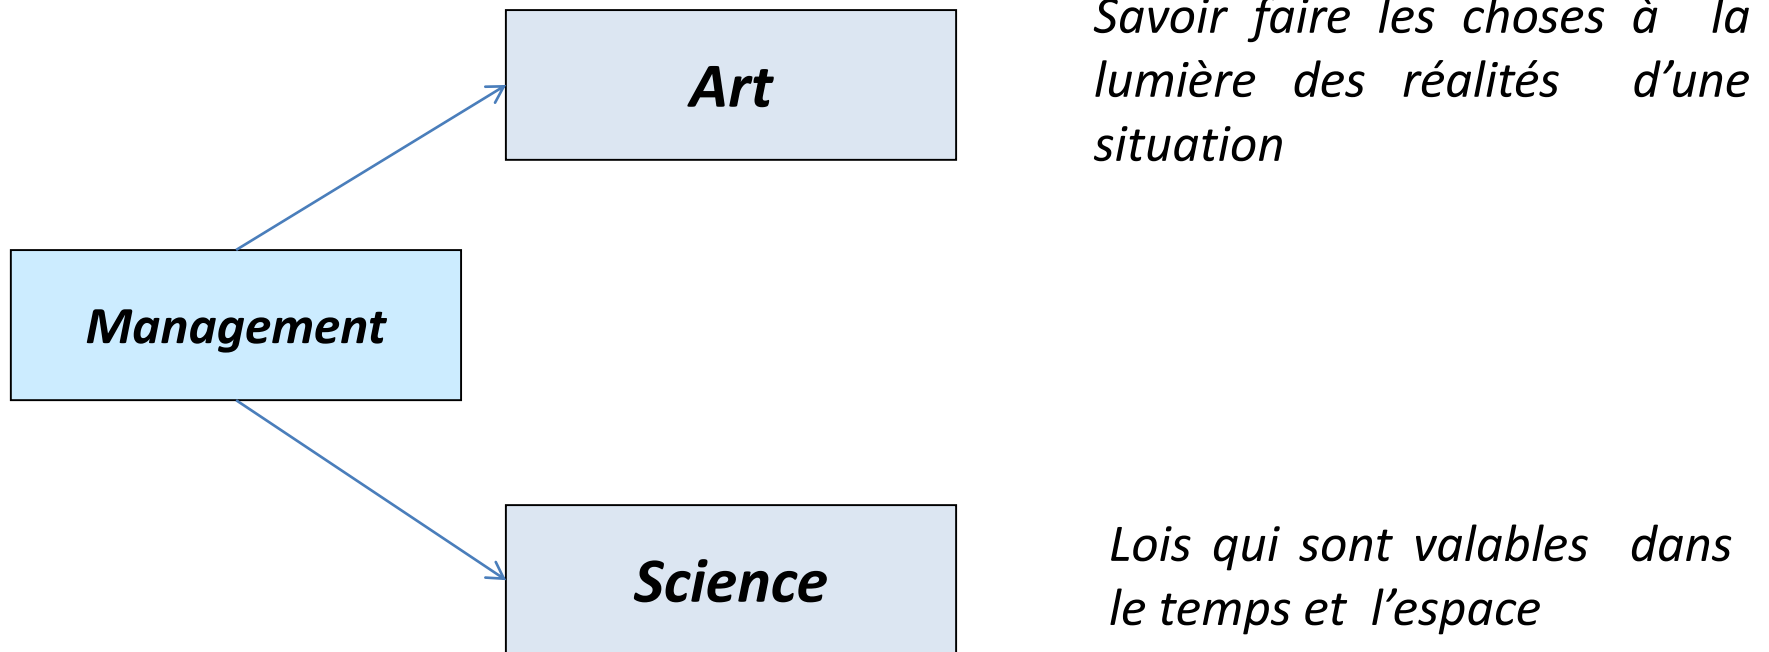 Art
Savoir faire les choses à la
lumière des réalités d’une
situation
Management
Science
Lois qui sont valables dans
le temps et l’espace